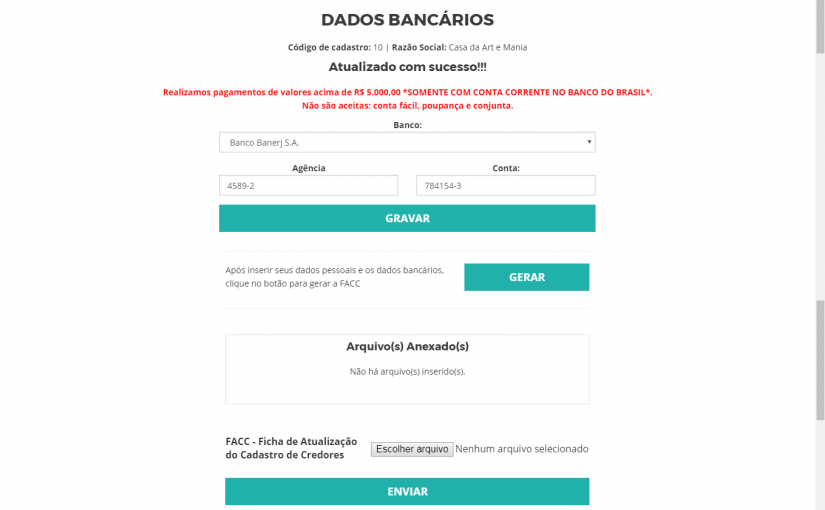 DADOS BANCÁRIOS
Código de cadastro: 10 | Razão Social: Casa da Art e Mania
Atualizado com sucesso!!!
Realizamos pagamentos de valores acima de R$ 5.000,00 *SOMENTE COM CONTA CORRENTE NO BANCO DO BRASIL*.
Não são aceitas: conta fácil, poupança e conjunta.
Banco:
Banco Banerj S.A.
Agência
Conta:
4589-2
784154-3
GRAVAR
Após inserir seus dados pessoais e os dados bancários,
clique no botão para gerar a FACC
GERAR
Arquivo(s) Anexado(s)
Não há arquivo(s) inserido(s).
FACC - Ficha de Atualização
do Cadastro de Credores
Escolher arquivo Nenhum arquivo selecionado
ENVIAR